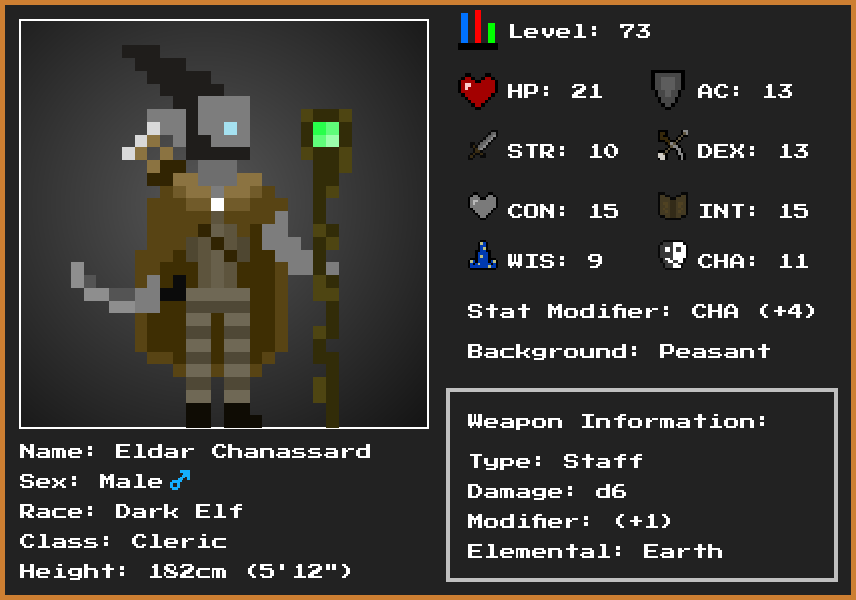 Level: 73
HP: 21 AC: 13
STR: 10 DEX: 13
CON: 15 INT: 15
WIS: 9 CHA: 11
Stat Modifier: CHA (+4)
Background: Peasant
Weapon Information:
Type: Staff
Damage: d6
Modifier: (+1)
Elemental: Earth
Name: Eldar Chanassard
Sex: Male ♂
Race: Dark Elf
Class: Cleric
Height: 182cm (5'12")